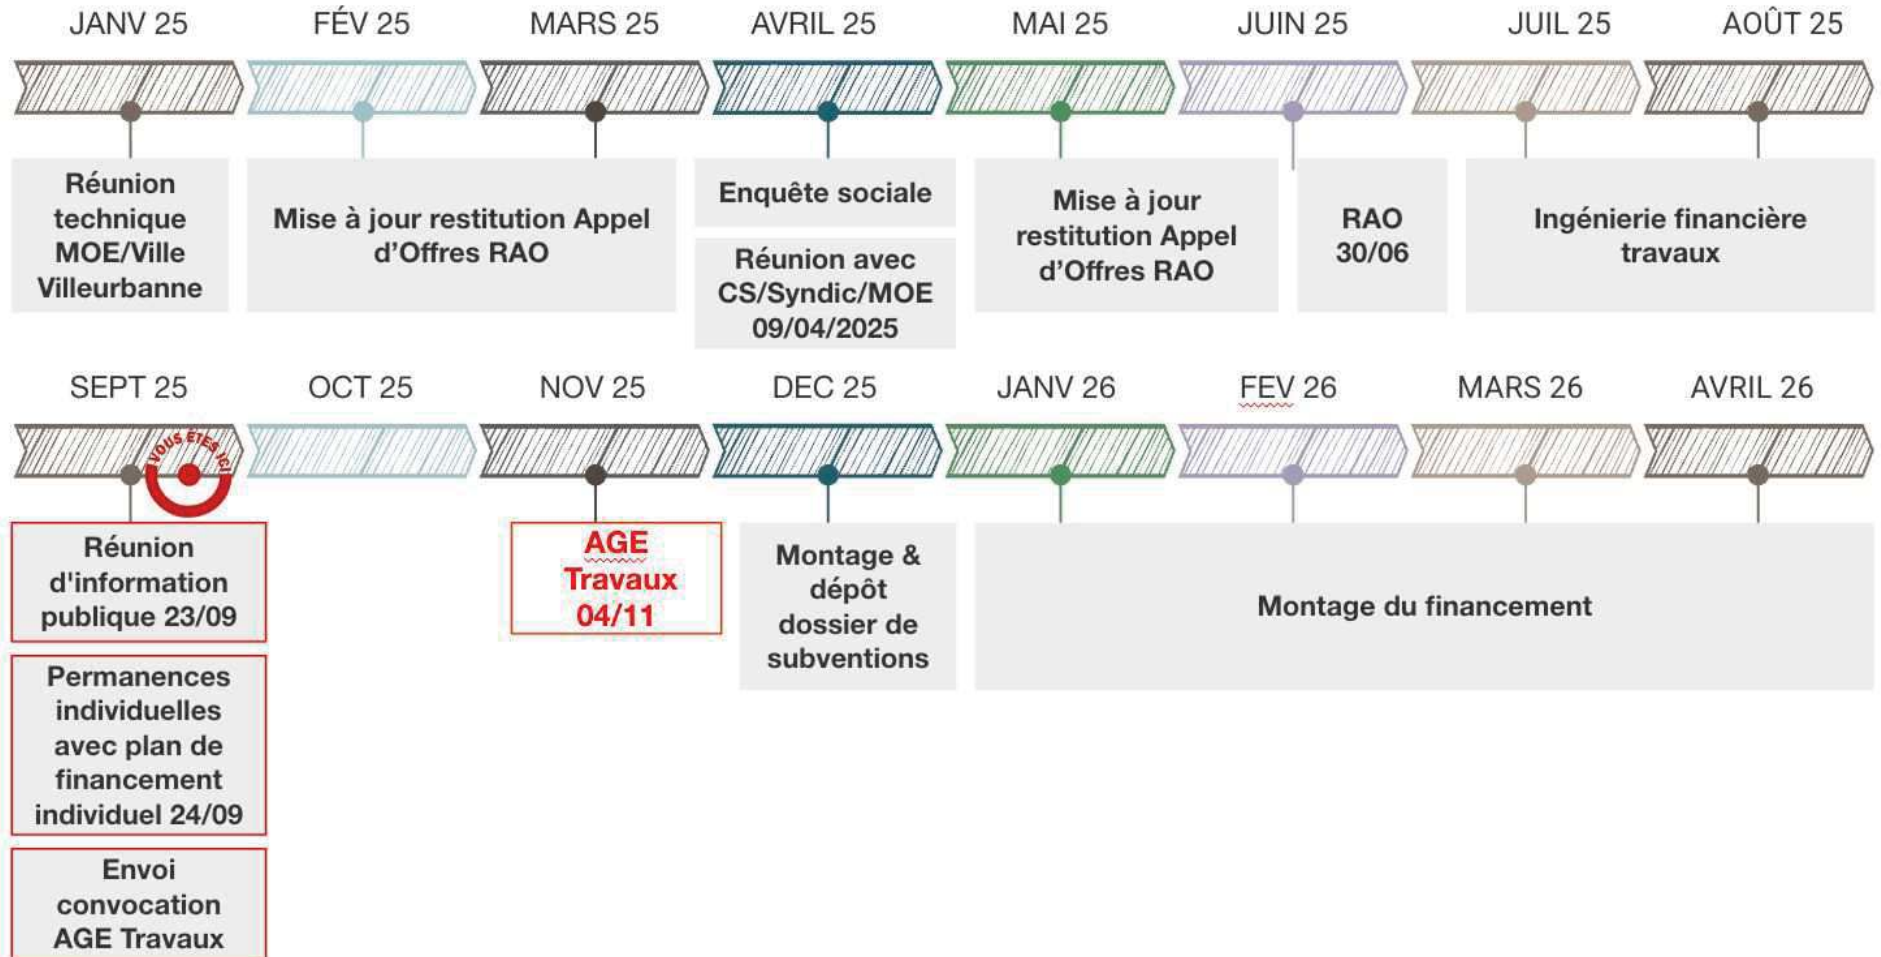 JANV 25
FÉV 25
MARS 25
AVRIL 25
MAI 25
JUIN 25
JUIL 25
AOÛT 25
Réunion
technique
MOE/Ville
Villeurbanne
Mise à jour restitution Appel
d'Offres RAO
Enquête sociale
Réunion avec
CS/Syndic/MOE
09/04/2025
Mise à jour
restitution Appel
d'Offres RAO
RAO
30/06
Ingénierie financière
travaux
SEPT 25
OCT 25
NOV 25
DEC 25
JANV 26
FEV 26
MARS 26
AVRIL 26
VOUS ÊTES ICI
Réunion
d'information
publique 23/09
Permanences
individuelles
avec plan de
financement
individuel 24/09
Envoi
convocation
AGE Travaux
AGE
Travaux
04/11
Montage &
dépôt
dossier de
subventions
Montage du financement